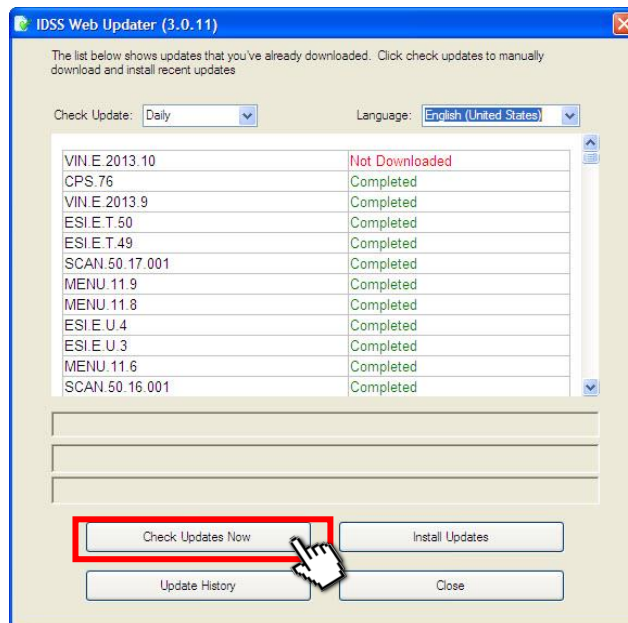 IDSS Web Updater (3.0.11)
The list below shows updates that you've already downloaded. Click check updates to manually
download and install recent updates
Check Update: Daily Language: English (United States)
VIN.E.2013.10 Not Downloaded
CPS.76 Completed
VIN.E.2013.9 Completed
ESI.E.T.50 Completed
ESI.E.T.49 Completed
SCAN.50.17.001 Completed
MENU.11.9 Completed
MENU.11.8 Completed
ESI.E.U.4 Completed
ESI.E.U.3 Completed
MENU.11.6 Completed
SCAN.50.16.001 Completed
Check Updates Now Install Updates
Update History Close